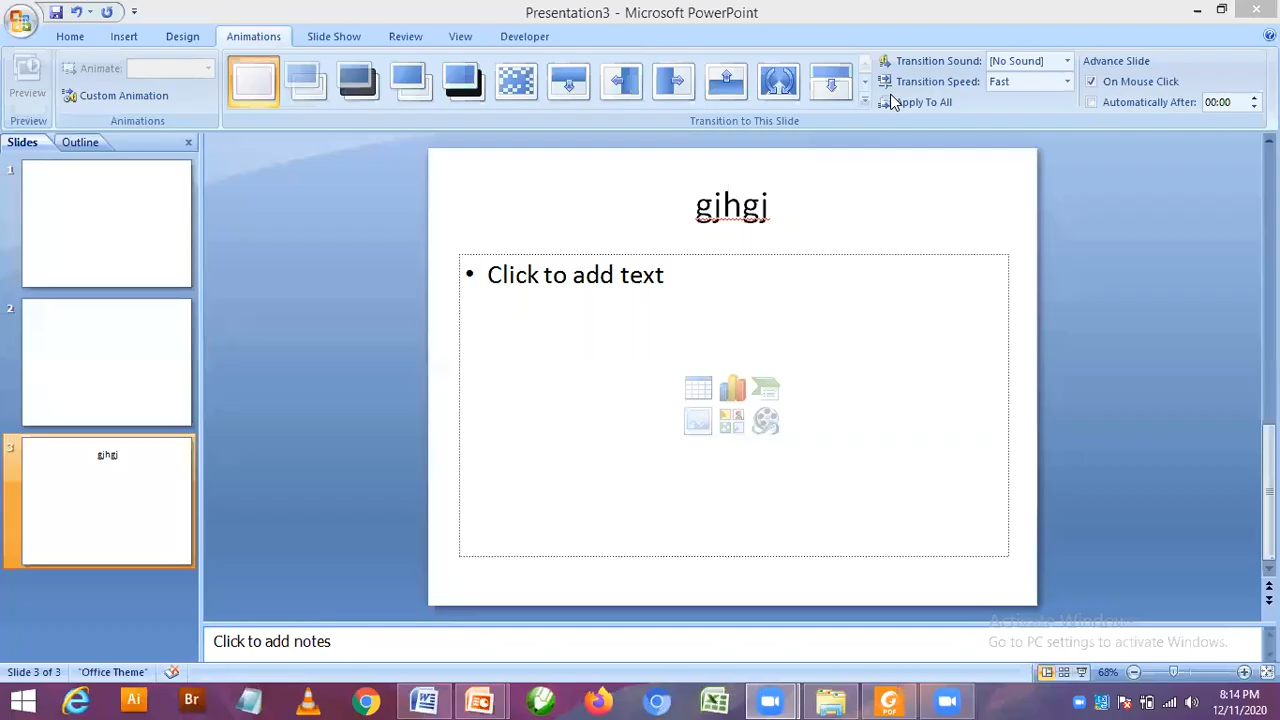 Presentation3 - Microsoft PowerPoint
Home Insert Design Animations Slide Show Review View Developer
Preview
Animate:
Custom Animation
Transition Sound: [No Sound]
Transition Speed: Fast
Apply To All
Advance Slide
On Mouse Click
Automatically After: 00:00
Preview Animations Transition to This Slide
Slides Outline
1
2
3
gjhgj
gjhgj
• Click to add text
Activate Windows
Go to PC settings to activate Windows.
Click to add notes
Slide 3 of 3 "Office Theme" 68%
Ai Br PDF
8:14 PM
12/11/2020